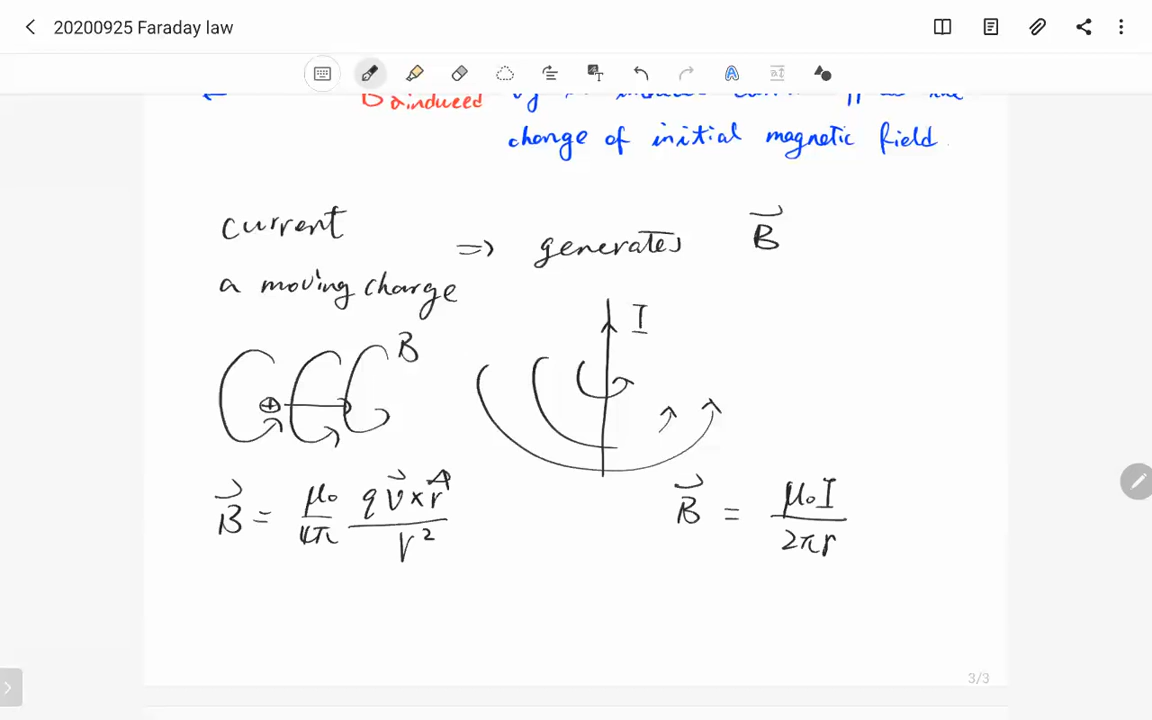 20200925 Faraday law
B induced
change of initial magnetic field
current
a moving charge
=> generates B⃗
I
B
B⃗ = μ₀/4π qv⃗×r̂/r²
B⃗ = μ₀I/2πr
3/3